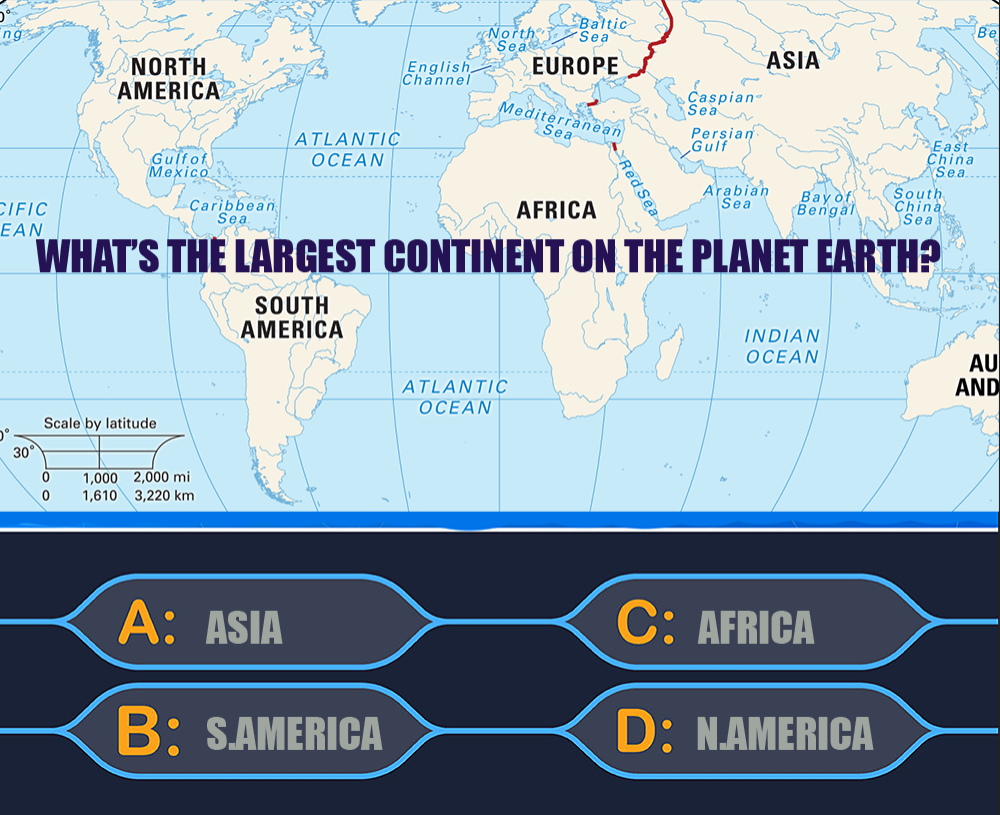 0°
ng
NORTH
AMERICA
North
Sea
Baltic
Sea
English
Channel
EUROPE
ASIA
Be
Caspian
Sea
Mediterranean
Sea
ATLANTIC
OCEAN
Persian
Gulf
Gulf of
Mexico
East
China
Sea
Red Sea
Arabian
Sea
Bay of
Bengal
South
China
Sea
CIFIC
EAN
Caribbean
Sea
AFRICA
WHAT'S THE LARGEST CONTINENT ON THE PLANET EARTH?
SOUTH
AMERICA
INDIAN
OCEAN
AU
AND
ATLANTIC
OCEAN
Scale by latitude
0°
30°
0 1,000 2,000 mi
0 1,610 3,220 km
A: ASIA
C: AFRICA
B: S.AMERICA
D: N.AMERICA